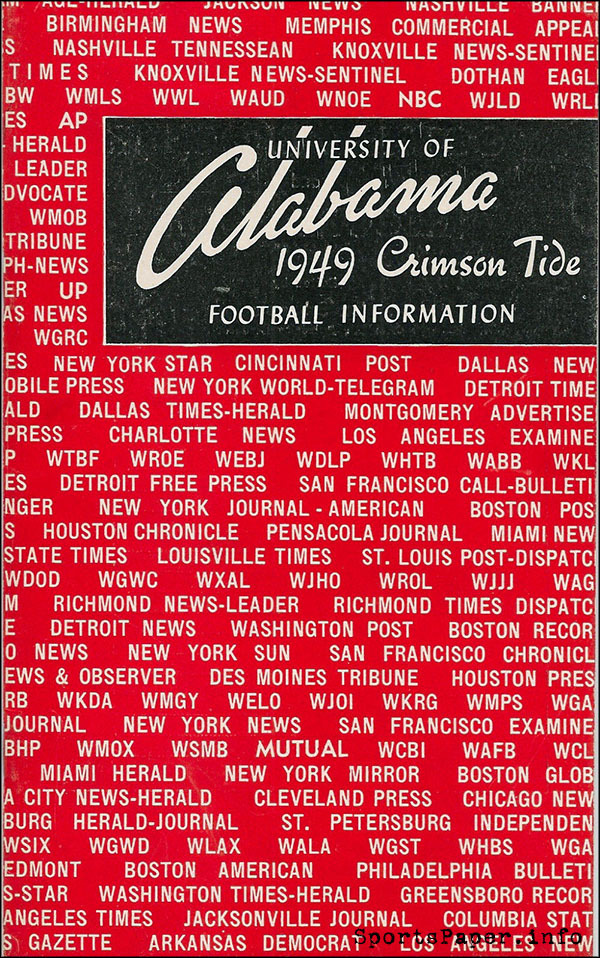 M AGE-HERALD JACKSON NEWS NASHVILLE BANNE
BIRMINGHAM NEWS MEMPHIS COMMERCIAL APPEA
S NASHVILLE TENNESSEAN KNOXVILLE NEWS-SENTINE
TIMES KNOXVILLE NEWS-SENTINEL DOTHAN EAGL
BW WMLS WWL WAUD WNOE NBC WJLD WRL
ES AP
HERALD
LEADER
DVOCATE
WMOB
TRIBUNE
PH-NEWS
ER UP
AS NEWS
WGRC
UNIVERSITY OF
Alabama
1949 Crimson Tide
FOOTBALL INFORMATION
ES NEW YORK STAR CINCINNATI POST DALLAS NEW
OBILE PRESS NEW YORK WORLD-TELEGRAM DETROIT TIME
ALD DALLAS TIMES-HERALD MONTGOMERY ADVERTISE
PRESS CHARLOTTE NEWS LOS ANGELES EXAMINE
P WTBF WROE WEBJ WDLP WHTB WABB WKL
ES DETROIT FREE PRESS SAN FRANCISCO CALL-BULLETI
NGER NEW YORK JOURNAL - AMERICAN BOSTON POS
S HOUSTON CHRONICLE PENSACOLA JOURNAL MIAMI NEW
STATE TIMES LOUISVILLE TIMES ST. LOUIS POST-DISPATC
WDOD WGWC WXAL WJHO WROL WJJJ WAG
M RICHMOND NEWS-LEADER RICHMOND TIMES DISPATC
E DETROIT NEWS WASHINGTON POST BOSTON RECOR
O NEWS NEW YORK SUN SAN FRANCISCO CHRONICL
EWS & OBSERVER DES MOINES TRIBUNE HOUSTON PRES
RB WKDA WMGY WELO WJOI WKRG WMPS WGA
JOURNAL NEW YORK NEWS SAN FRANCISCO EXAMINE
BHP WMOX WSMB MUTUAL WCBI WAFB WCL
MIAMI HERALD NEW YORK MIRROR BOSTON GLOB
A CITY NEWS-HERALD CLEVELAND PRESS CHICAGO NEW
BURG HERALD-JOURNAL ST. PETERSBURG INDEPENDEN
WSIX WGWD WLAX WALA WGST WHBS WGA
EDMONT BOSTON AMERICAN PHILADELPHIA BULLETI
S-STAR WASHINGTON TIMES-HERALD GREENSBORO RECOR
ANGELES TIMES JACKSONVILLE JOURNAL COLUMBIA STAT
S GAZETTE ARKANSAS DEMOCRAT LOS ANGELES NEW
SportsPaper.info